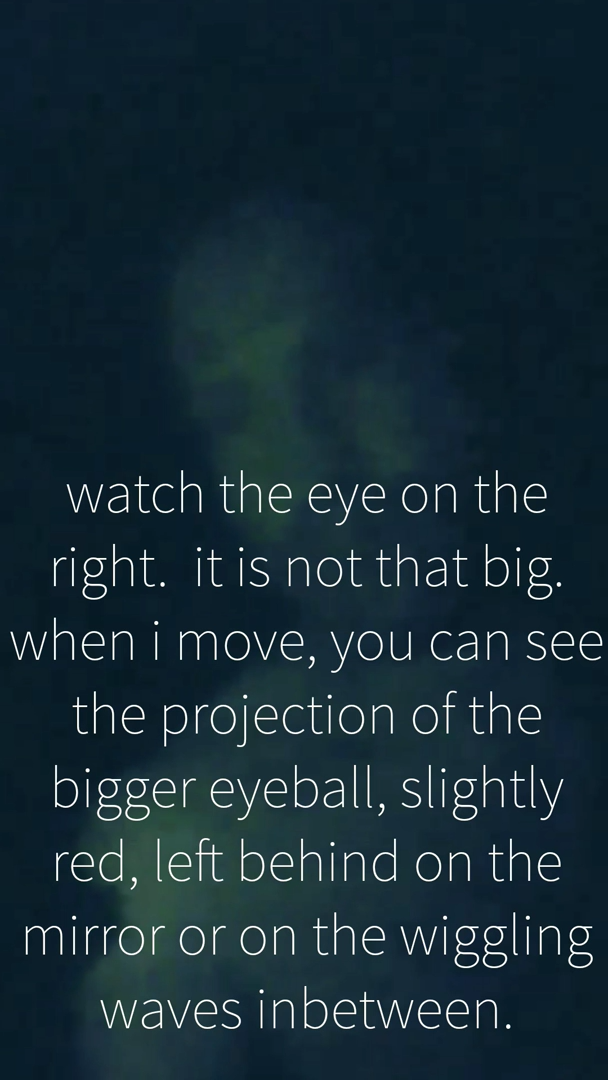 watch the eye on the
right.  it is not that big.
when i move, you can see
the projection of the
bigger eyeball, slightly
red, left behind on the
mirror or on the wiggling
waves inbetween.